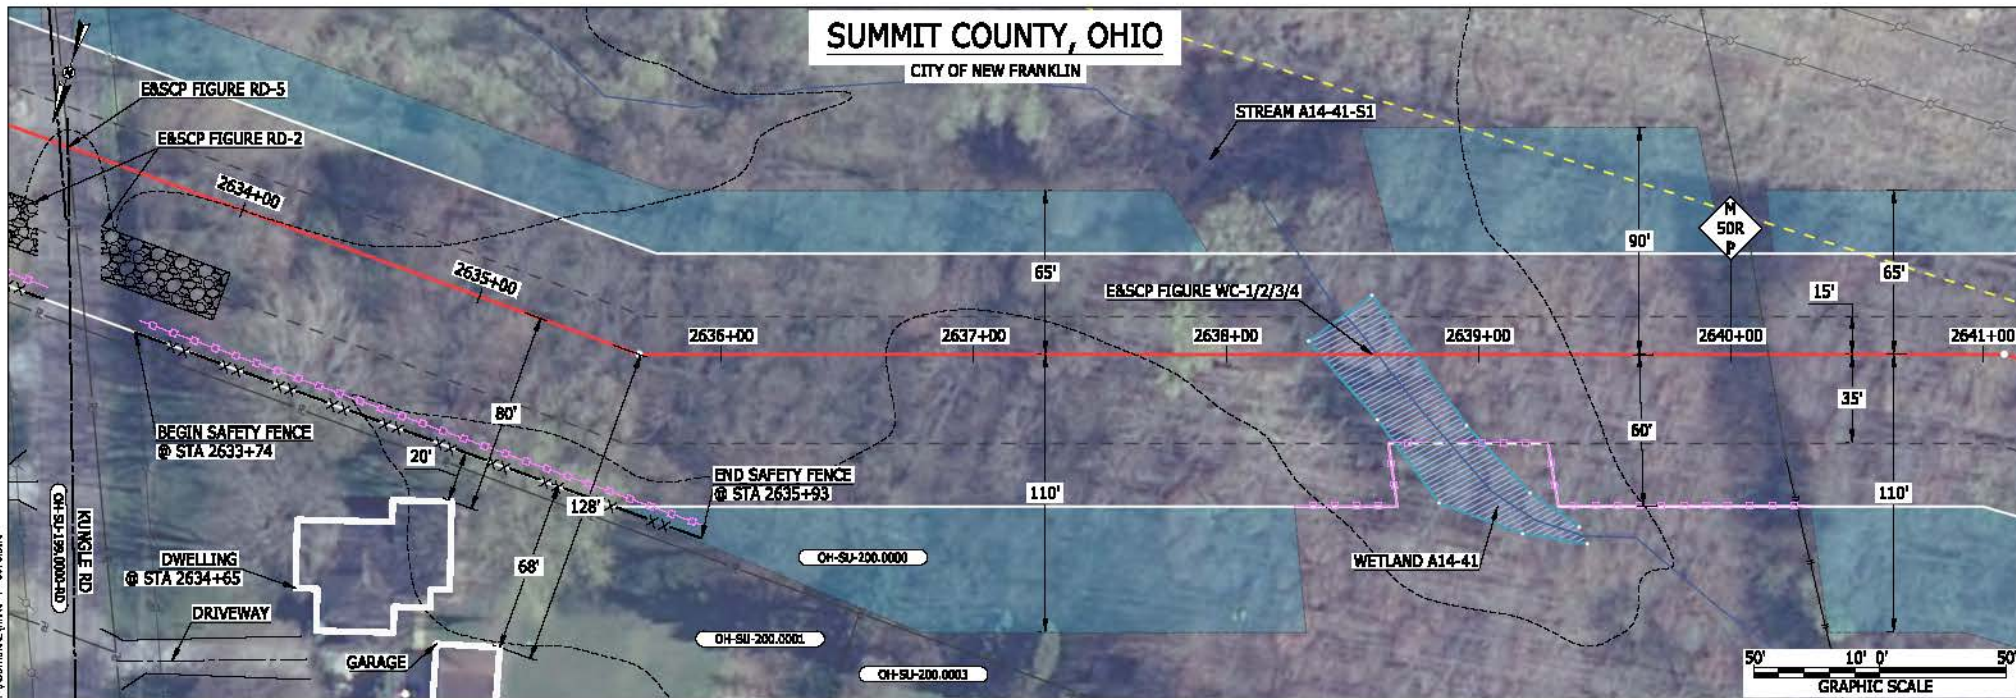 SUMMIT COUNTY, OHIO
CITY OF NEW FRANKLIN
E&SCP FIGURE RD-5
E&SCP FIGURE RD-2
STREAM A14-41-S1
2634+00
2635+00
M
50R
P
90'
65'
65'
15'
E&SCP FIGURE WC-1/2/3/4
2636+00
2637+00
2638+00
2639+00
2640+00
2641+00
80'
35'
60'
BEGIN SAFETY FENCE
@ STA 2633+74
20'
END SAFETY FENCE
@ STA 2635+93
110'
110'
128'
68'
KUNGLE RD
OH-SU-199.0000-RD
DWELLING
@ STA 2634+65
OH-SU-200.0000
WETLAND A14-41
DRIVEWAY
OH-SU-200.0001
GARAGE
OH-SU-200.0003
50' 10' 0' 50'
GRAPHIC SCALE